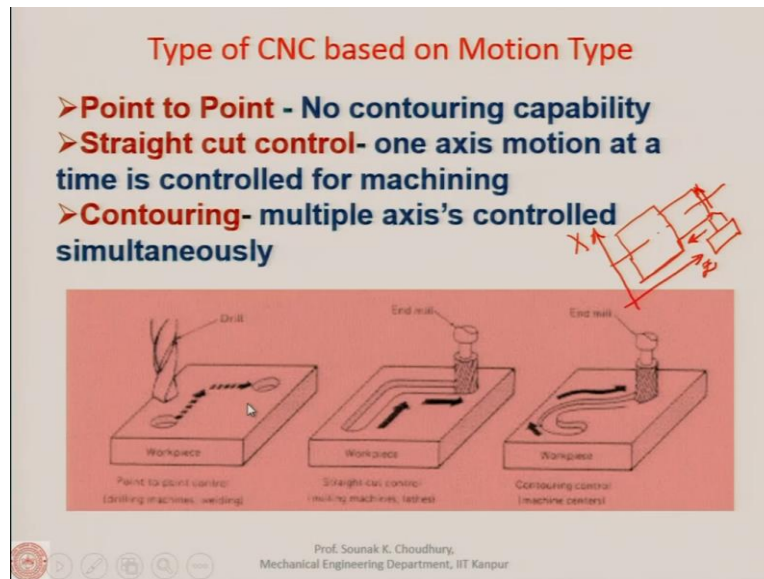 Type of CNC based on Motion Type
➢Point to Point - No contouring capability
➢Straight cut control- one axis motion at a
time is controlled for machining
➢Contouring- multiple axis's controlled
simultaneously
X
Drill
End mill
End mill
Workpiece
Workpiece
Workpiece
Point to point control
(drilling machines, welding)
Straight cut control
(milling machines, lathes)
Contouring control
(machine centers)
Prof. Sounak K. Choudhury,
Mechanical Engineering Department, IIT Kanpur